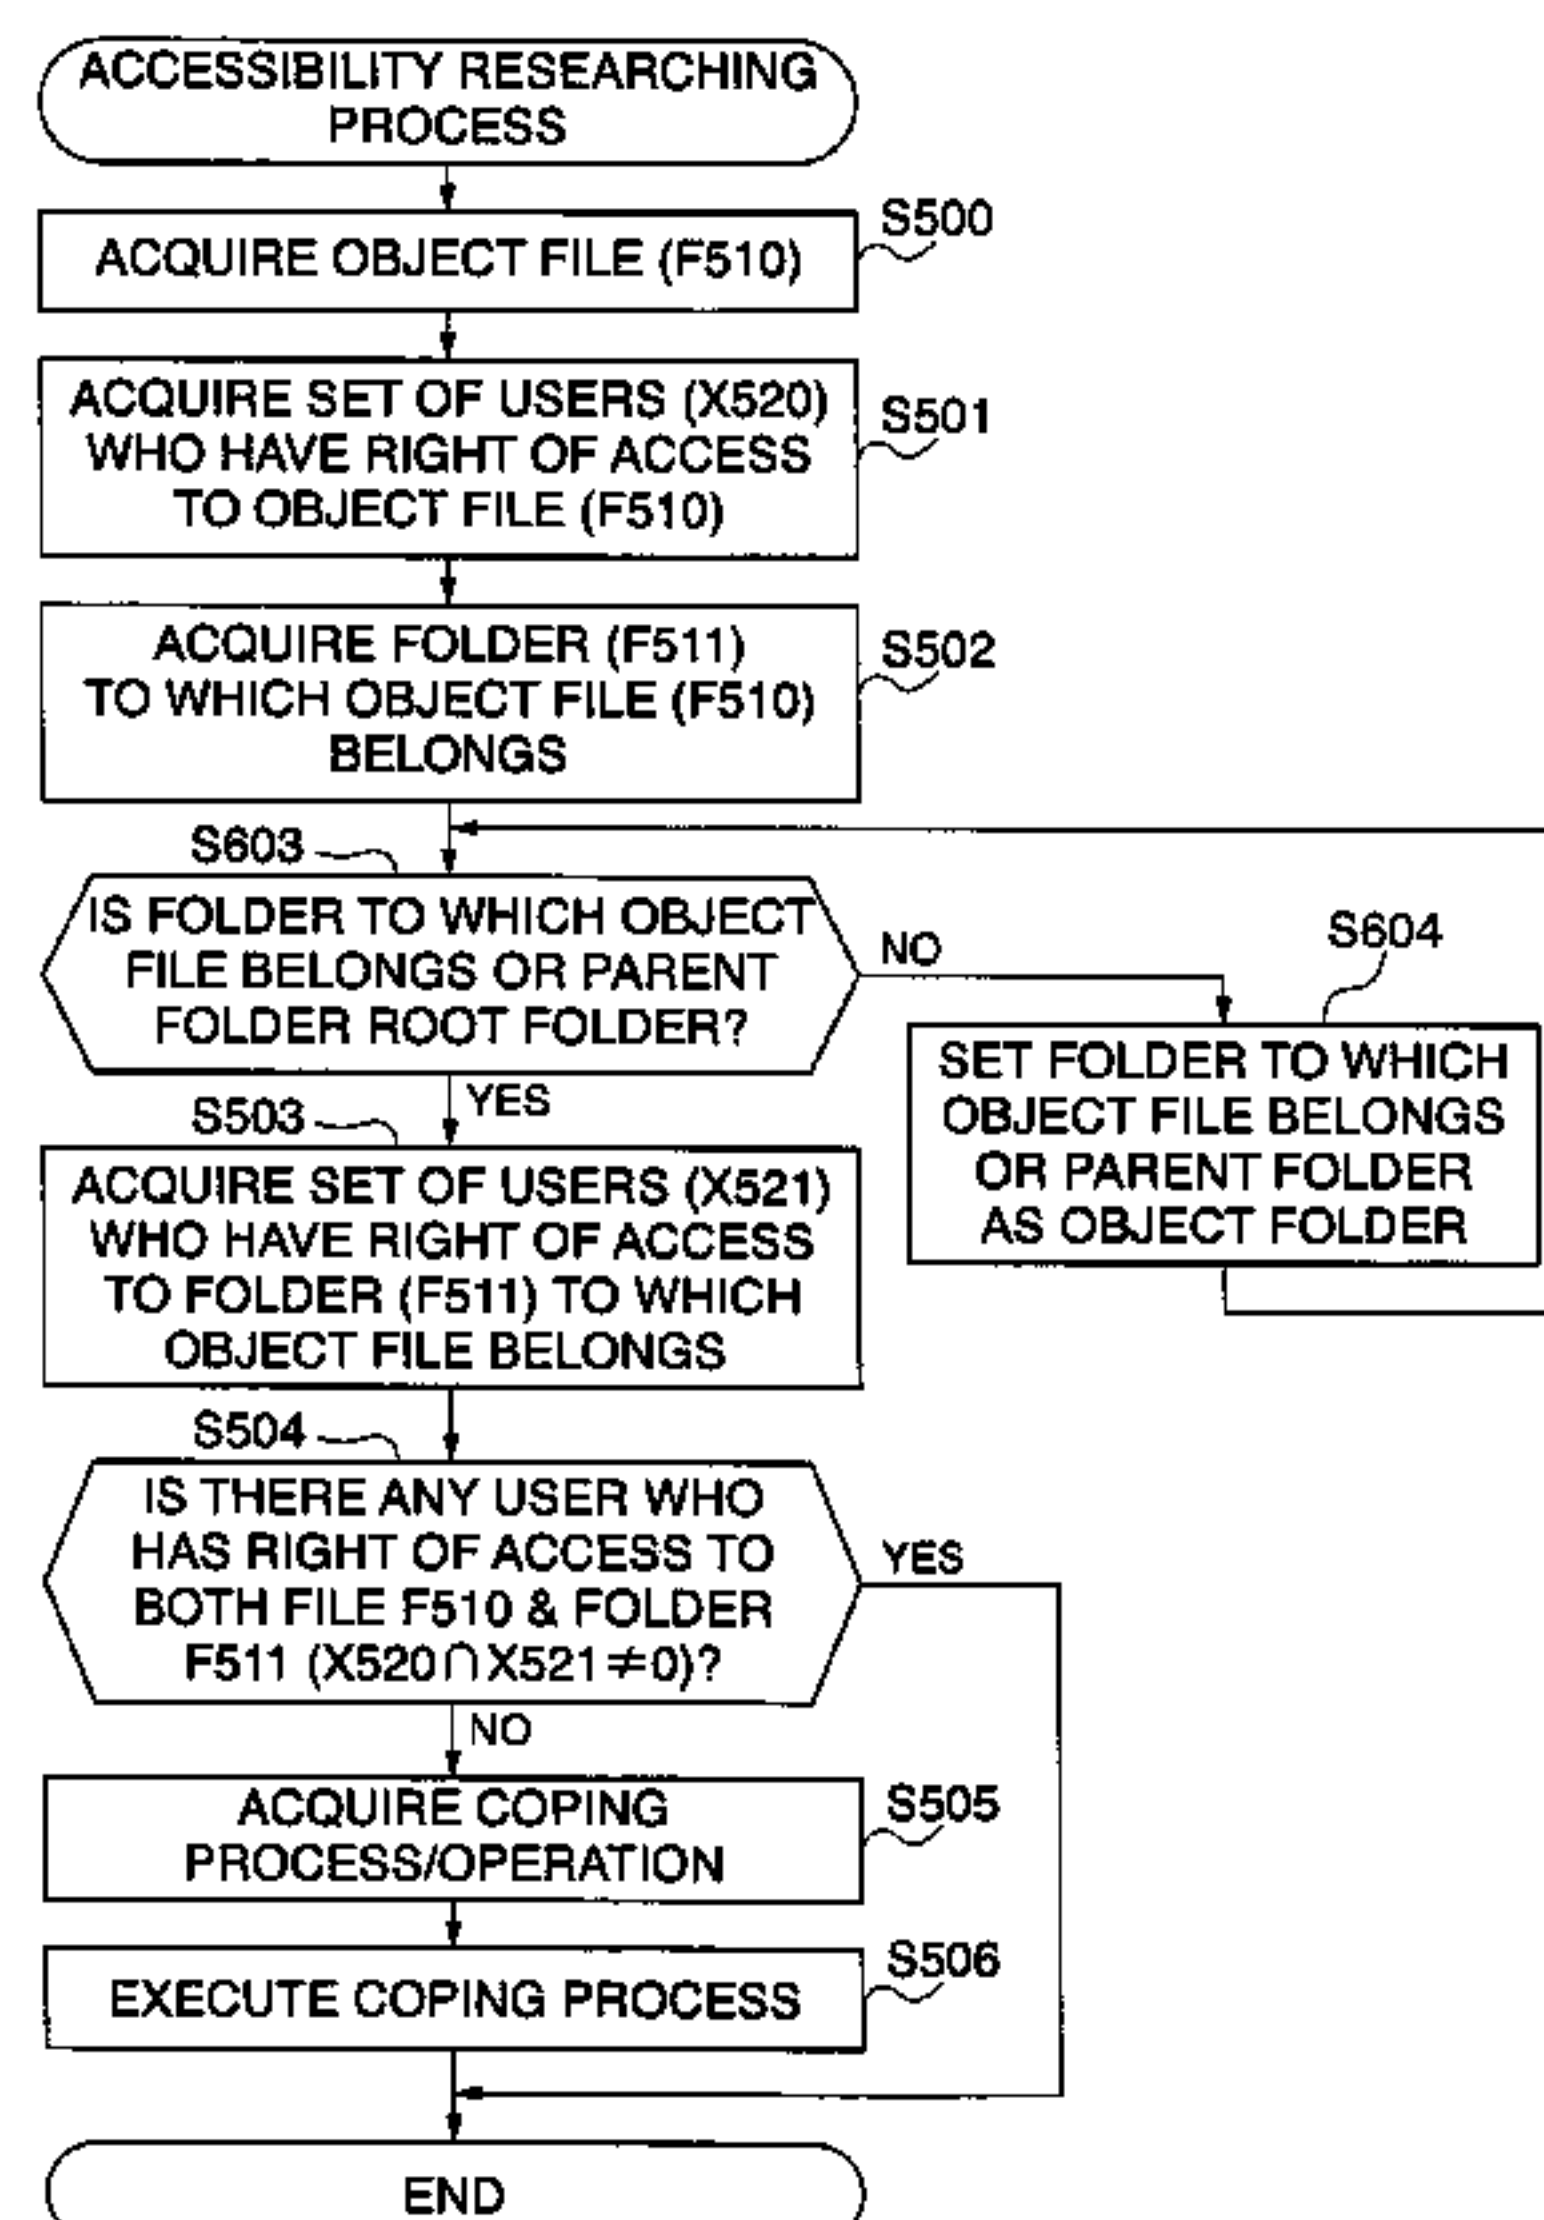 ACCESSIBILITY RESEARCHING
PROCESS
S500
ACQUIRE OBJECT FILE (F510)
S501
ACQUIRE SET OF USERS (X520)
WHO HAVE RIGHT OF ACCESS
TO OBJECT FILE (F510)
S502
ACQUIRE FOLDER (F511)
TO WHICH OBJECT FILE (F510)
BELONGS
S603
IS FOLDER TO WHICH OBJECT
FILE BELONGS OR PARENT
FOLDER ROOT FOLDER?
NO
S604
SET FOLDER TO WHICH
OBJECT FILE BELONGS
OR PARENT FOLDER
AS OBJECT FOLDER
YES
S503
ACQUIRE SET OF USERS (X521)
WHO HAVE RIGHT OF ACCESS
TO FOLDER (F511) TO WHICH
OBJECT FILE BELONGS
S504
IS THERE ANY USER WHO
HAS RIGHT OF ACCESS TO
BOTH FILE F510 & FOLDER
F511 (X520∩X521≠0)?
YES
NO
S505
ACQUIRE COPING
PROCESS/OPERATION
S506
EXECUTE COPING PROCESS
END